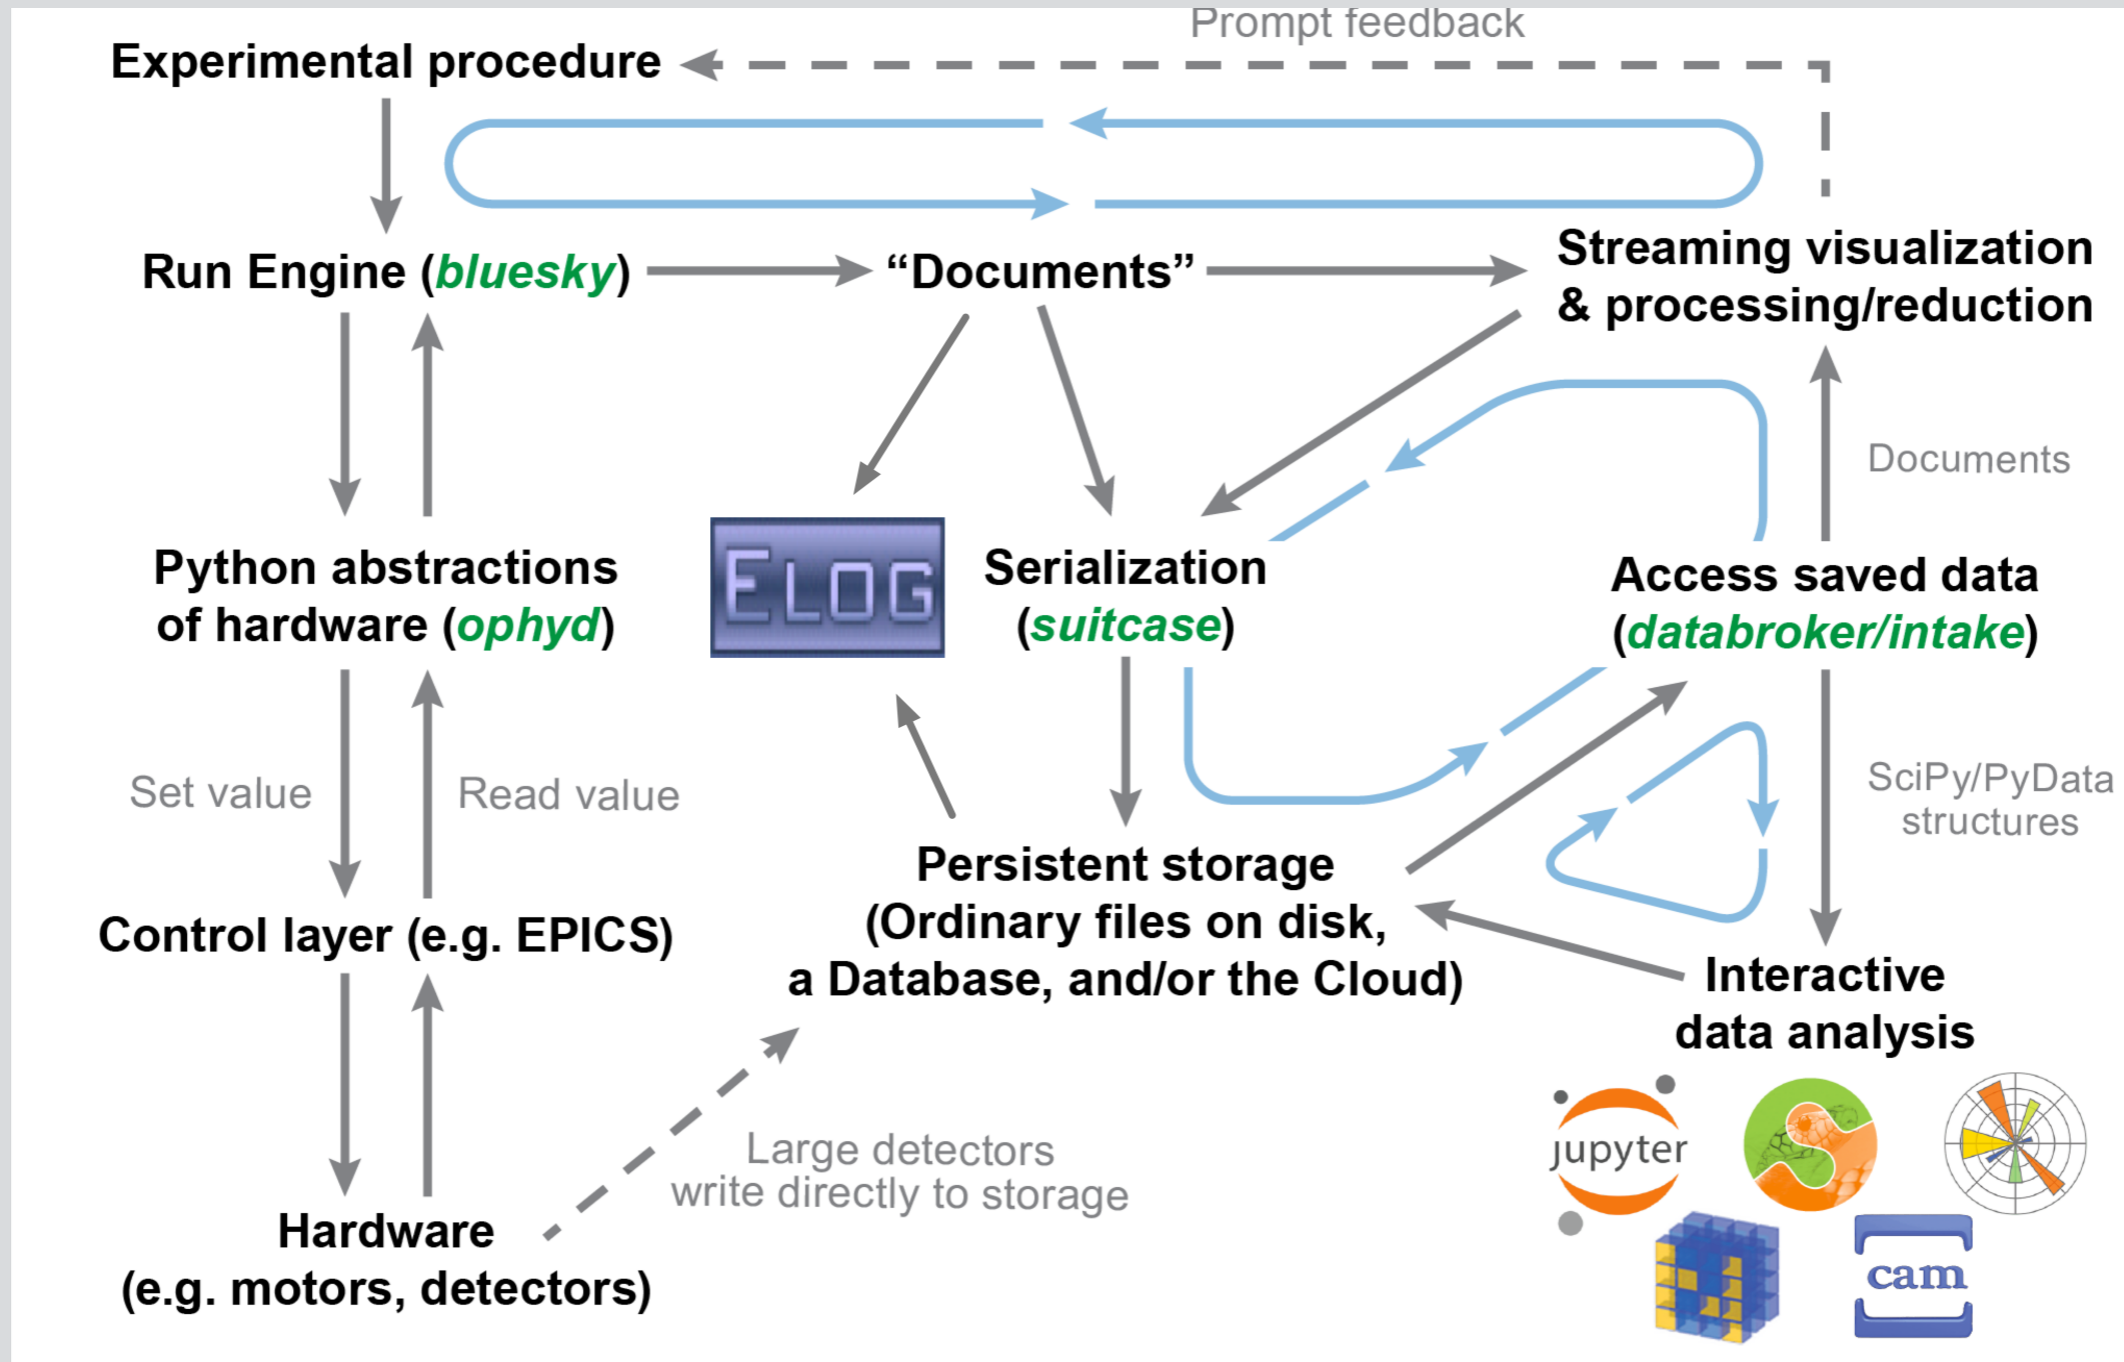 Prompt feedback
Experimental procedure
Run Engine (bluesky)
“Documents”
Streaming visualization
& processing/reduction
Documents
Python abstractions
of hardware (ophyd)
ELOG
Serialization
(suitcase)
Access saved data
(databroker/intake)
Set value
Read value
SciPy/PyData
structures
Persistent storage
(Ordinary files on disk,
a Database, and/or the Cloud)
Control layer (e.g. EPICS)
Interactive
data analysis
Large detectors
write directly to storage
jupyter
Hardware
(e.g. motors, detectors)
cam